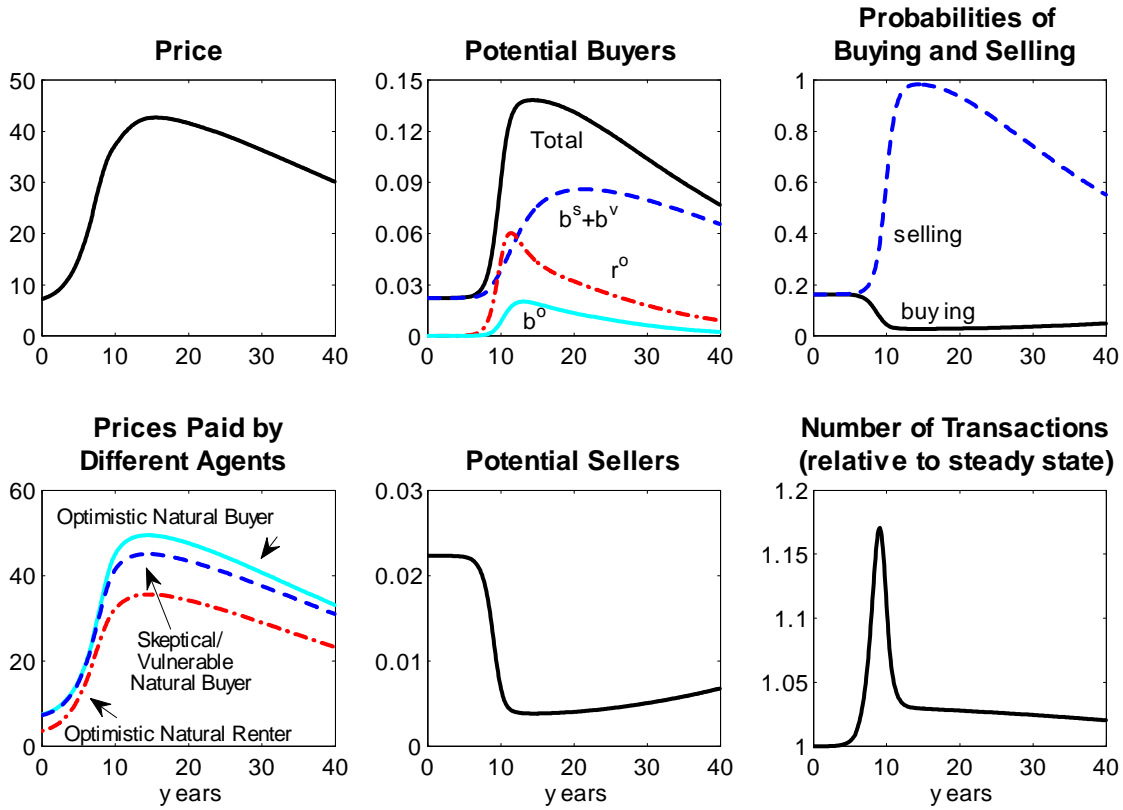 Price
50
40
30
20
10
0
0 10 20 30 40
Potential Buyers
0.15
0.12
0.09
0.06
0.03
0
Total
b^s+b^v
r^o
b^o
0 10 20 30 40
Probabilities of
Buying and Selling
1
0.8
0.6
0.4
0.2
0
selling
buying
0 10 20 30 40
Prices Paid by
Different Agents
60
40
20
0
Optimistic Natural Buyer
Skeptical/
Vulnerable
Natural Buyer
Optimistic Natural Renter
0 10 20 30 40
y ears
Potential Sellers
0.03
0.02
0.01
0
0 10 20 30 40
y ears
Number of Transactions
(relative to steady state)
1.2
1.15
1.1
1.05
1
0 10 20 30 40
y ears